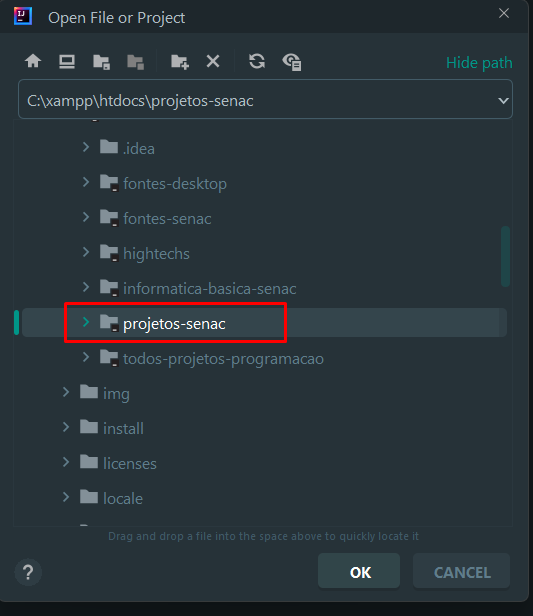 Open File or Project
Hide path
C:\xampp\htdocs\projetos-senac
.idea
fontes-desktop
fontes-senac
hightechs
informatica-basica-senac
projetos-senac
todos-projetos-programacao
img
install
licenses
locale
Drag and drop a file into the space above to quickly locate it
?
OK
CANCEL